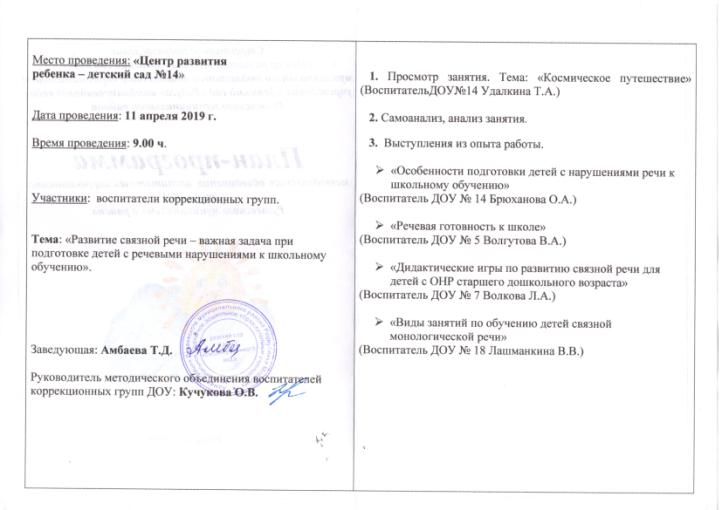 Место проведения: «Центр развития
ребенка – детский сад №14»
Дата проведения: 11 апреля 2019 г.
Время проведения: 9.00 ч.
Участники: воспитатели коррекционных групп.
Тема: «Развитие связной речи – важная задача при
подготовке детей с речевыми нарушениями к школьному
обучению».
Заведующая: Амбаева Т.Д.
Руководитель методического объединения воспитателей
коррекционных групп ДОУ: Кучукова О.В.
1. Просмотр занятия. Тема: «Космическое путешествие»
(ВоспитательДОУ№14 Удалкина Т.А.)
2. Самоанализ, анализ занятия.
3. Выступления из опыта работы.
➢ «Особенности подготовки детей с нарушениями речи к
школьному обучению»
(Воспитатель ДОУ № 14 Брюханова О.А.)
➢ «Речевая готовность к школе»
(Воспитатель ДОУ № 5 Волгутова В.А.)
➢ «Дидактические игры по развитию связной речи для
детей с ОНР старшего дошкольного возраста»
(Воспитатель ДОУ № 7 Волкова Л.А.)
➢ «Виды занятий по обучению детей связной
монологической речи»
(Воспитатель ДОУ № 18 Лашманкина В.В.)